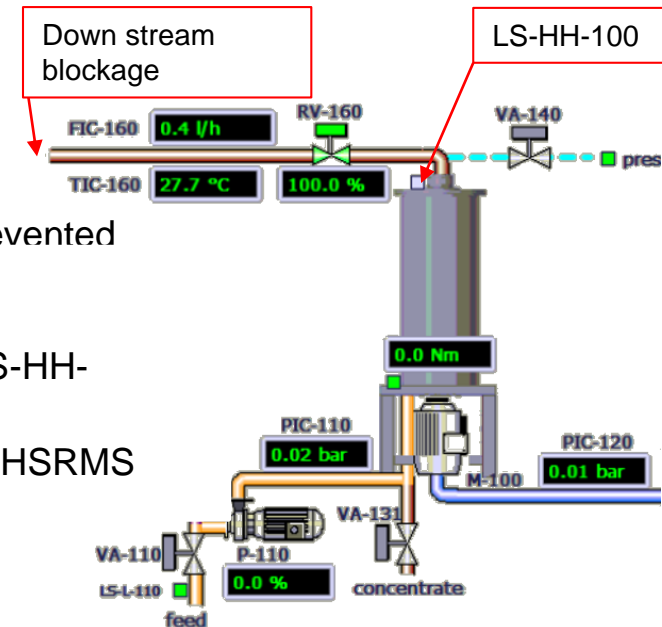 Down stream
blockage
LS-HH-100
RV-160
VA-140
FIC-160 0.4 l/h
TIC-160 27.7 ºC 100.0 %
pres
evented
0.0 Nm
S-HH-
HSRMS
PIC-110
0.02 bar
PIC-120
0.01 bar
M-100
VA-131
VA-110
P-110
0.0 %
LS-L-110
feed
concentrate